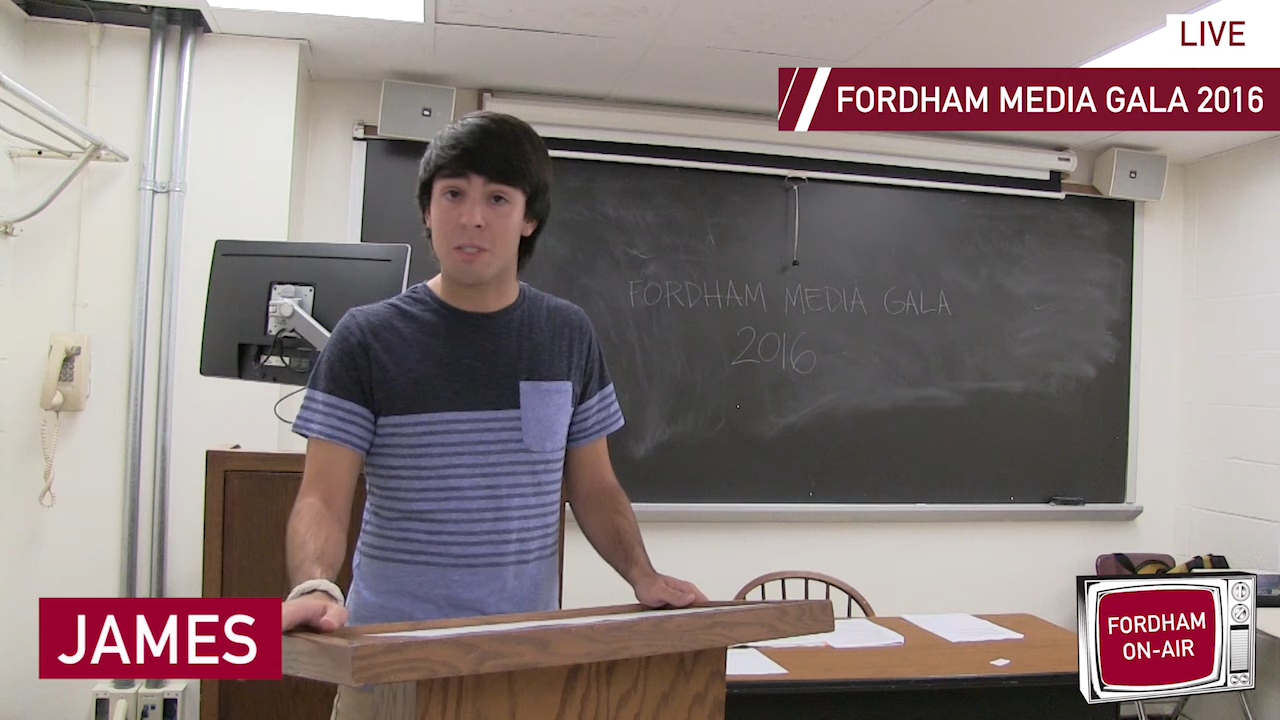 LIVE
FORDHAM MEDIA GALA 2016
FORDHAM MEDIA GALA
2016
JAMES
FORDHAM
ON-AIR